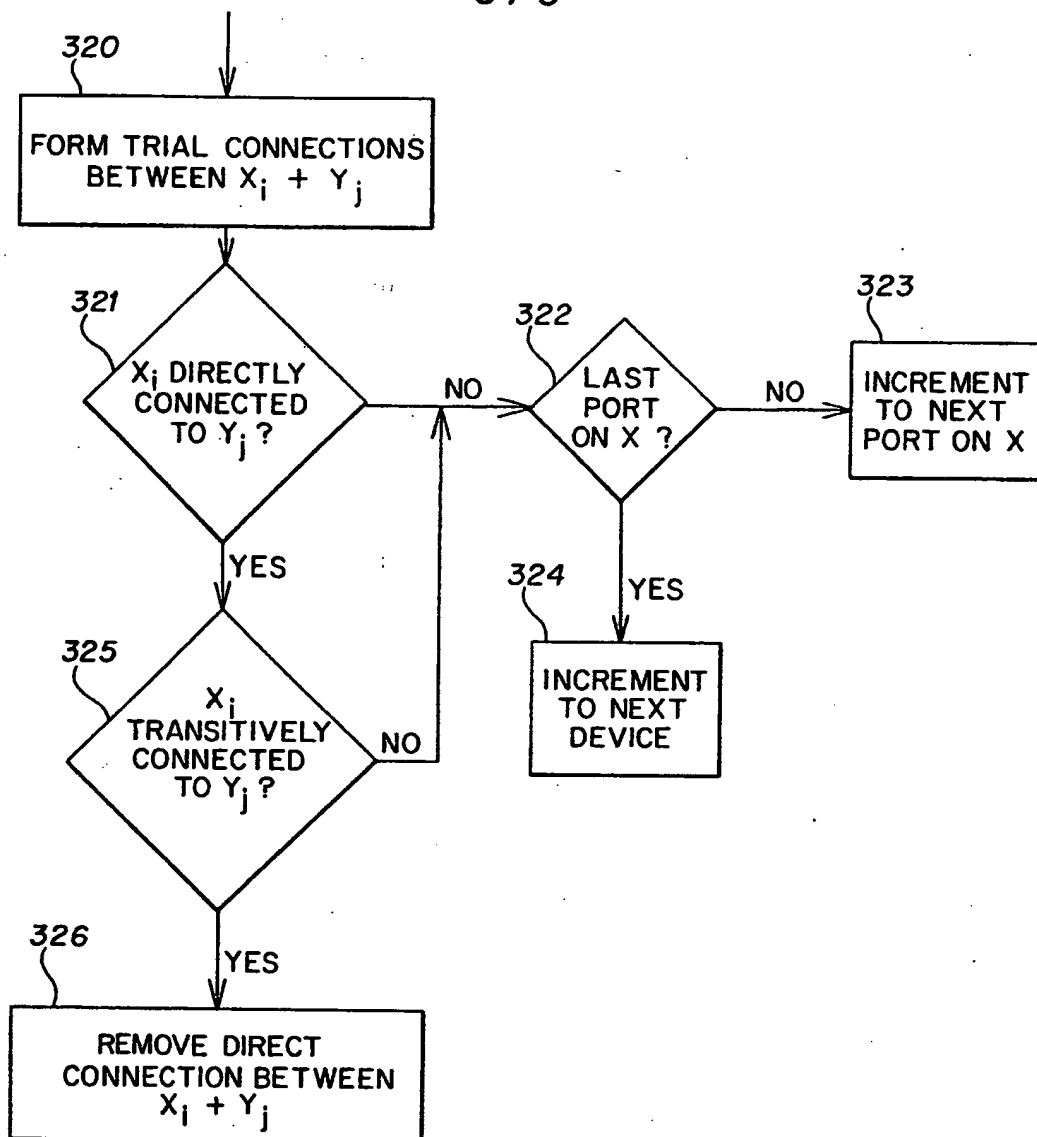 320
FORM TRIAL CONNECTIONS
BETWEEN Xi + Yj
321
Xi DIRECTLY
CONNECTED
TO Yj ?
NO
322
LAST
PORT
ON X ?
NO
323
INCREMENT
TO NEXT
PORT ON X
YES
324
YES
INCREMENT
TO NEXT
DEVICE
325
Xi
TRANSITIVELY
CONNECTED
TO Yj ?
NO
326
YES
REMOVE DIRECT
CONNECTION BETWEEN
Xi + Yj